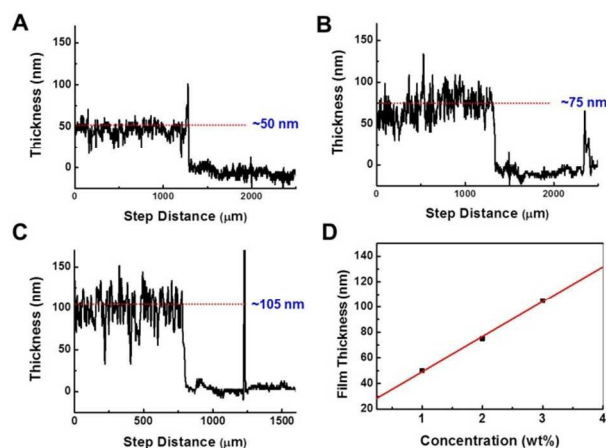 A
Thickness (nm)
150
100
50
0
~50 nm
0 1000 2000
Step Distance (μm)
B
Thickness (nm)
150
100
50
0
~75 nm
0 1000 2000
Step Distance (μm)
C
Thickness (nm)
150
100
50
0
~105 nm
0 500 1000 1500
Step Distance (μm)
D
Film Thickness (nm)
140
120
100
80
60
40
20
1 2 3 4
Concentration (wt%)